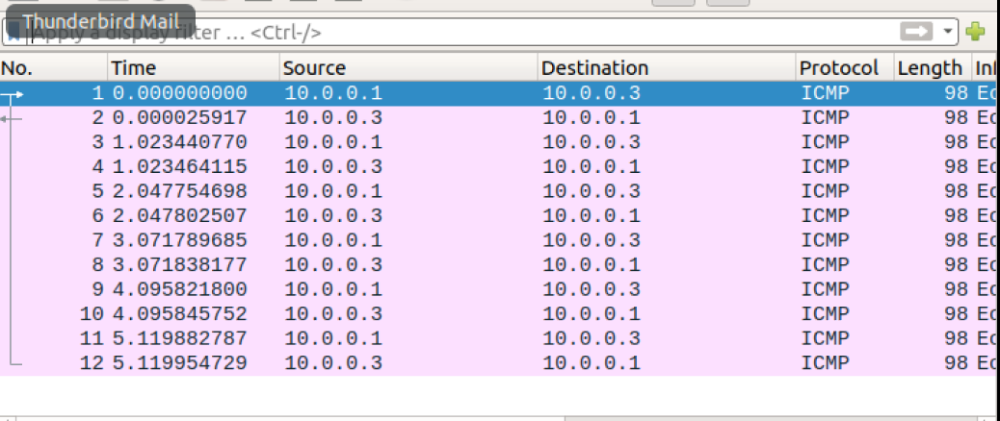 Thunderbird Mail
Apply a display filter ... <Ctrl-/>
No. Time Source Destination Protocol Length Inf
1 0.000000000 10.0.0.1 10.0.0.3 ICMP 98 Ec
2 0.000025917 10.0.0.3 10.0.0.1 ICMP 98 Ec
3 1.023440770 10.0.0.1 10.0.0.3 ICMP 98 Ec
4 1.023464115 10.0.0.3 10.0.0.1 ICMP 98 Ec
5 2.047754698 10.0.0.1 10.0.0.3 ICMP 98 Ec
6 2.047802507 10.0.0.3 10.0.0.1 ICMP 98 Ec
7 3.071789685 10.0.0.1 10.0.0.3 ICMP 98 Ec
8 3.071838177 10.0.0.3 10.0.0.1 ICMP 98 Ec
9 4.095821800 10.0.0.1 10.0.0.3 ICMP 98 Ec
10 4.095845752 10.0.0.3 10.0.0.1 ICMP 98 Ec
11 5.119882787 10.0.0.1 10.0.0.3 ICMP 98 Ec
12 5.119954729 10.0.0.3 10.0.0.1 ICMP 98 Ec